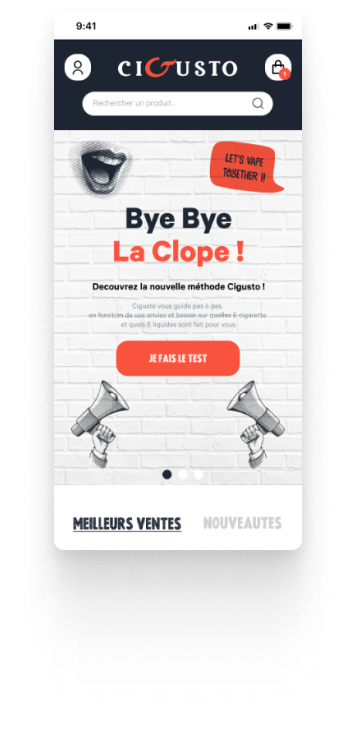 9:41
CIGUSTO
Rechercher un produit..
1
LET'S VAPE
TOGETHER !!
Bye Bye
La Clope !
Decouvrez la nouvelle méthode Cigusto !
Cigusto vous guide pas à pas,
en fonction de vos envies et besoin sur quelles E-cigarette
et quels E liquides sont fait pour vous
JE FAIS LE TEST
MEILLEURS VENTES
NOUVEAUTES